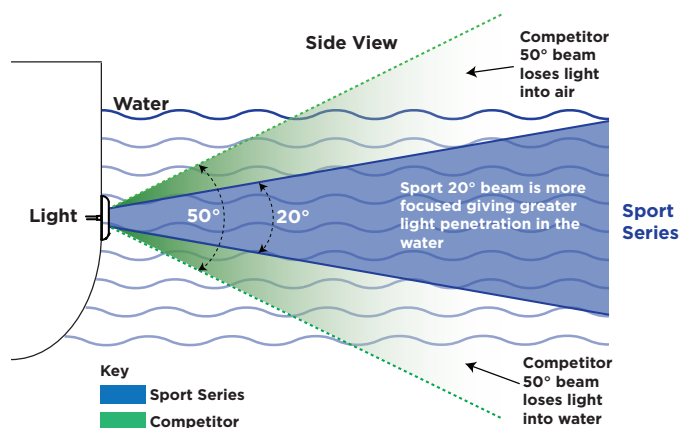 Side View
Competitor
50° beam
loses light
into air
Water
Light
50°
20°
Sport 20° beam is more
focused giving greater
light penetration in the
water
Sport
Series
Key
Sport Series
Competitor
Competitor
50° beam
loses light
into water